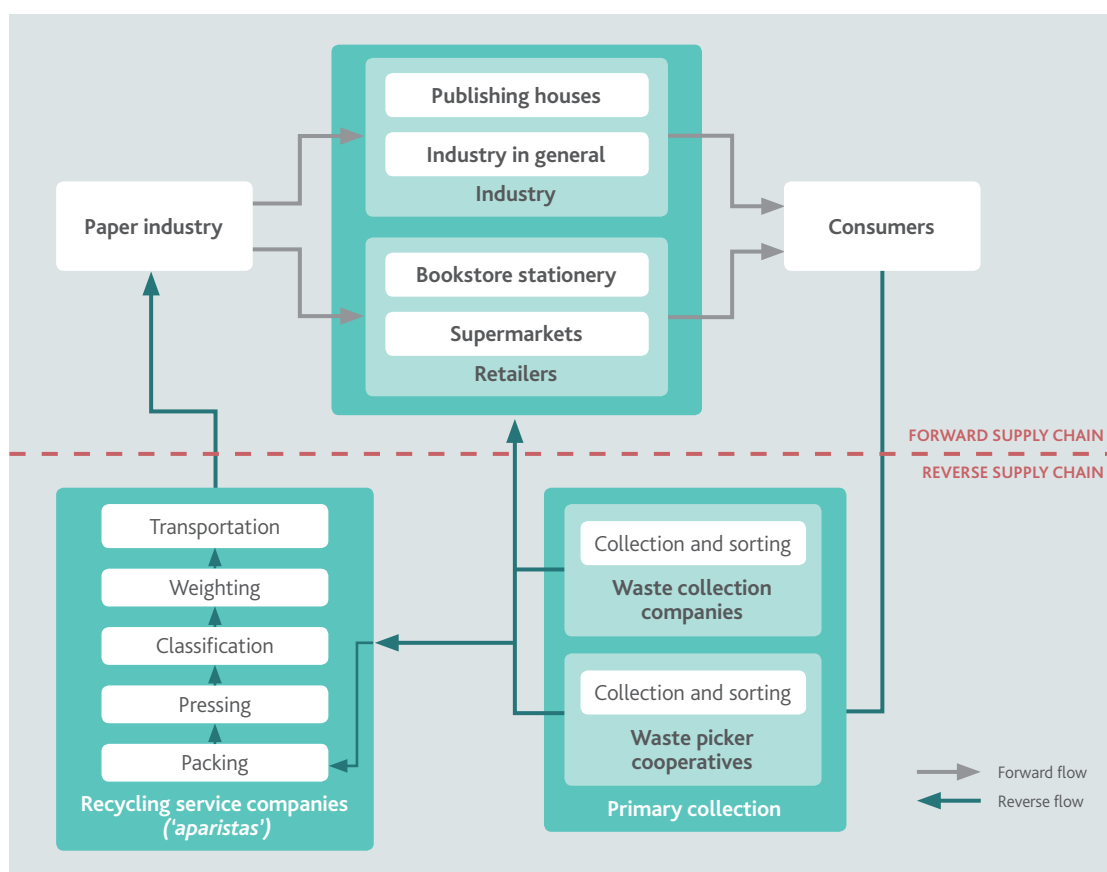 Publishing houses
Industry in general
Industry
Paper industry
Consumers
Bookstore stationery
Supermarkets
Retailers
FORWARD SUPPLY CHAIN
REVERSE SUPPLY CHAIN
Transportation
Weighting
Classification
Pressing
Packing
Recycling service companies
(‘aparistas’)
Collection and sorting
Waste collection
companies
Collection and sorting
Waste picker
cooperatives
Primary collection
Forward flow
Reverse flow